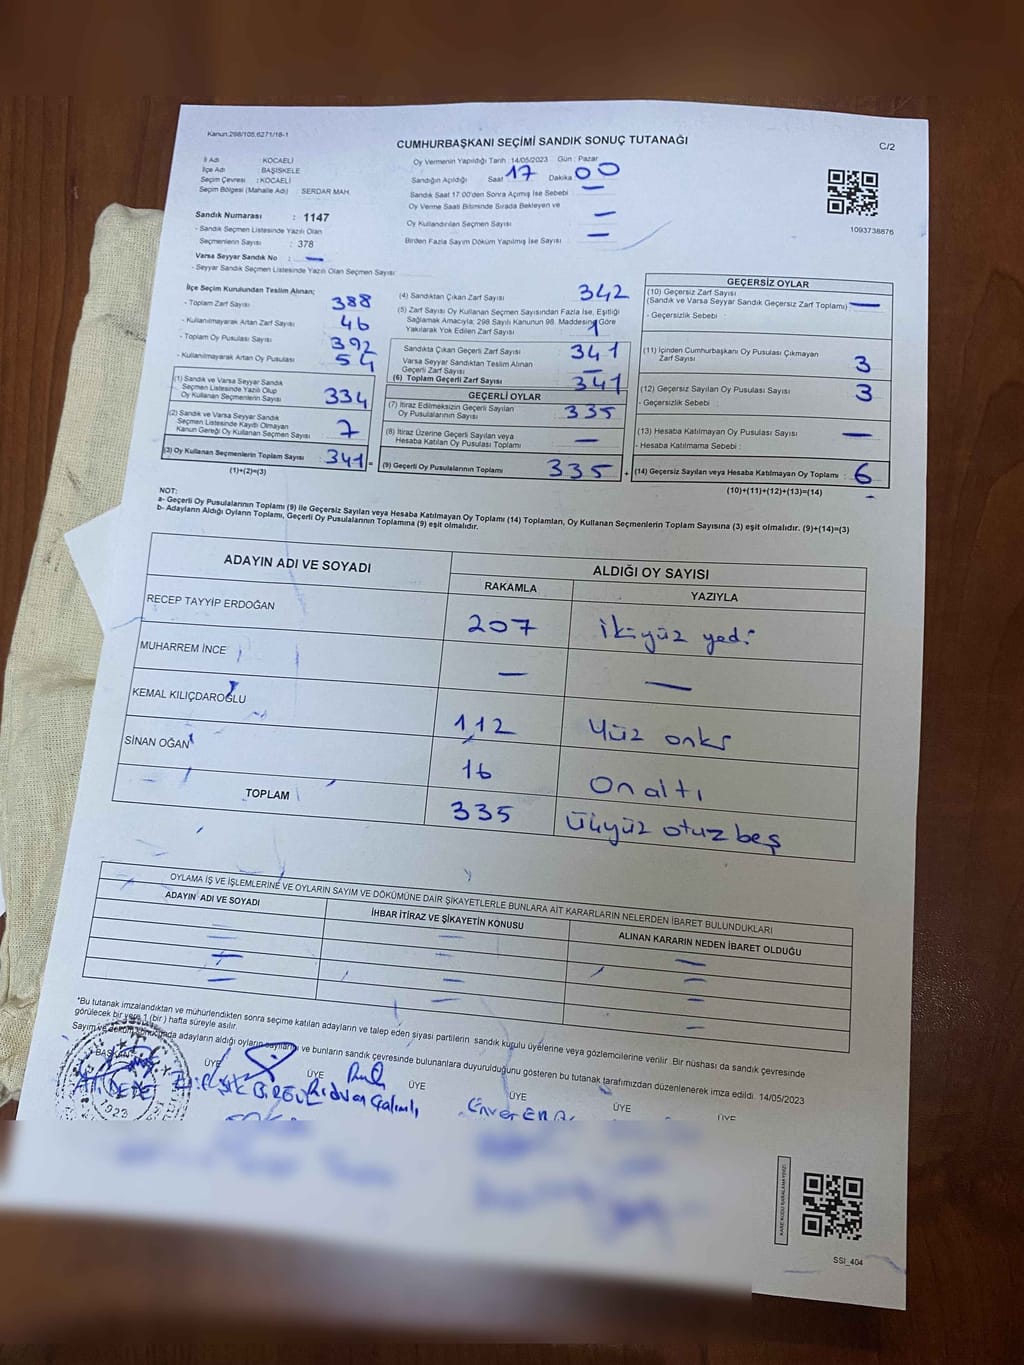 Kanun:298/105,6271/18-1
CUMHURBAŞKANI SEÇİMİ SANDIK SONUÇ TUTANAĞI
C/2
İl Adı : KOCAELİ
İlçe Adı : BAŞİSKELE
Seçim Çevresi : KOCAELİ
Seçim Bölgesi (Mahalle Adı) : SERDAR MAH.
Sandık Numarası : 1147
- Sandık Seçmen Listesinde Yazılı Olan
Seçmenlerin Sayısı : 378
Varsa Seyyar Sandık No : —
- Seyyar Sandık Seçmen Listesinde Yazılı Olan Seçmen Sayısı
Oy Vermenin Yapıldığı Tarih : 14/05/2023 Gün : Pazar
Sandığın Açıldığı Saat 17 Dakika 00
Sandık Saat 17:00'den Sonra Açılmış İse Sebebi —
Oy Verme Saati Bitiminde Sırada Bekleyen ve
Oy Kullandırılan Seçmen Sayısı —
Birden Fazla Sayım Döküm Yapılmış İse Sayısı —
1093738876
İlçe Seçim Kurulundan Teslim Alınan;
- Toplam Zarf Sayısı 388
- Kullanılmayarak Artan Zarf Sayısı 46
- Toplam Oy Pusulası Sayısı 392
- Kullanılmayarak Artan Oy Pusulası 54
(1) Sandık ve Varsa Seyyar Sandık
Seçmen Listesinde Yazılı Olup
Oy Kullanan Seçmenlerin Sayısı 334
(2) Sandık ve Varsa Seyyar Sandık
Seçmen Listesinde Kaydı Olmayan
Kanun Gereği Oy Kullanan Seçmen Sayısı 7
(3) Oy Kullanan Seçmenlerin Toplam Sayısı 341 =
(1)+(2)=(3)
(4) Sandıktan Çıkan Zarf Sayısı 342
(5) Zarf Sayısı Oy Kullanan Seçmen Sayısından Fazla İse, Eşitliği
Sağlamak Amacıyla; 298 Sayılı Kanunun 98. Maddesine Göre
Yakılarak Yok Edilen Zarf Sayısı 1
Sandıkta Çıkan Geçerli Zarf Sayısı 341
Varsa Seyyar Sandıktan Teslim Alınan
Geçerli Zarf Sayısı —
(6) Toplam Geçerli Zarf Sayısı 341
GEÇERLİ OYLAR
(7) İtiraz Edilmeksizin Geçerli Sayılan
Oy Pusulalarının Sayısı 335
(8) İtiraz Üzerine Geçerli Sayılan veya
Hesaba Katılan Oy Pusulası Toplamı —
(9) Geçerli Oy Pusulalarının Toplamı 335 +
GEÇERSİZ OYLAR
(10) Geçersiz Zarf Sayısı
(Sandık ve Varsa Seyyar Sandık Geçersiz Zarf Toplamı) —
- Geçersizlik Sebebi :
(11) İçinden Cumhurbaşkanı Oy Pusulası Çıkmayan
Zarf Sayısı 3
(12) Geçersiz Sayılan Oy Pusulası Sayısı 3
- Geçersizlik Sebebi :
(13) Hesaba Katılmayan Oy Pusulası Sayısı —
- Hesaba Katılmama Sebebi :
(14) Geçersiz Sayılan veya Hesaba Katılmayan Oy Toplamı : 6
(10)+(11)+(12)+(13)=(14)
NOT:
a- Geçerli Oy Pusulalarının Toplamı (9) ile Geçersiz Sayılan veya Hesaba Katılmayan Oy Toplamı (14) Toplamları, Oy Kullanan Seçmenlerin Toplam Sayısına (3) eşit olmalıdır. (9)+(14)=(3)
b- Adayların Aldığı Oyların Toplamı, Geçerli Oy Pusulalarının Toplamına (9) eşit olmalıdır.
ADAYIN ADI VE SOYADI ALDIĞI OY SAYISI
RAKAMLA YAZIYLA
RECEP TAYYİP ERDOĞAN 207 ikiyüz yedi
MUHARREM İNCE — —
KEMAL KILIÇDAROĞLU 112 Yüz oniki
SİNAN OĞAN 16 On altı
TOPLAM 335 Üçyüz otuz beş
OYLAMA İŞ VE İŞLEMLERİNE VE OYLARIN SAYIM VE DÖKÜMÜNE DAİR ŞİKAYETLERLE BUNLARA AİT KARARLARIN NELERDEN İBARET BULUNDUKLARI
ADAYIN ADI VE SOYADI İHBAR İTİRAZ VE ŞİKAYETİN KONUSU ALINAN KARARIN NEDEN İBARET OLDUĞU
*Bu tutanak imzalandıktan ve mühürlendikten sonra seçime katılan adayların ve talep eden siyasi partilerin sandık kurulu üyelerine veya gözlemcilerine verilir. Bir nüshası da sandık çevresinde
görülecek bir yere 1 (bir) hafta süreyle asılır.
Sayım ve döküm sonucunda adayların aldığı oyların sayılarını ve bunların sandık çevresinde bulunanlara duyurulduğunu gösteren bu tutanak tarafımızdan düzenlenerek imza edildi. 14/05/2023
BAŞKAN ÜYE ÜYE ÜYE ÜYE ÜYE ÜYE
Rıdvan Çalımlı
1923
SSI_404